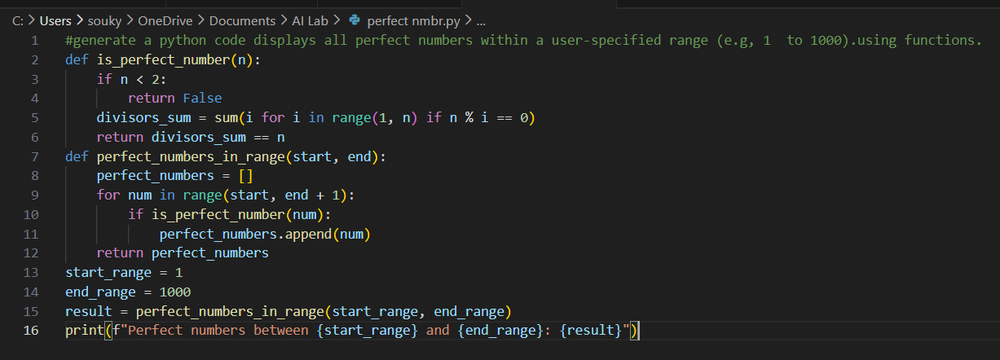 C: > Users > souky > OneDrive > Documents > AI Lab > perfect nmbr.py > ...
1 #generate a python code displays all perfect numbers within a user-specified range (e.g, 1  to 1000).using functions.
2 def is_perfect_number(n):
3     if n < 2:
4         return False
5     divisors_sum = sum(i for i in range(1, n) if n % i == 0)
6     return divisors_sum == n
7 def perfect_numbers_in_range(start, end):
8     perfect_numbers = []
9     for num in range(start, end + 1):
10         if is_perfect_number(num):
11             perfect_numbers.append(num)
12     return perfect_numbers
13 start_range = 1
14 end_range = 1000
15 result = perfect_numbers_in_range(start_range, end_range)
16 print(f"Perfect numbers between {start_range} and {end_range}: {result}")